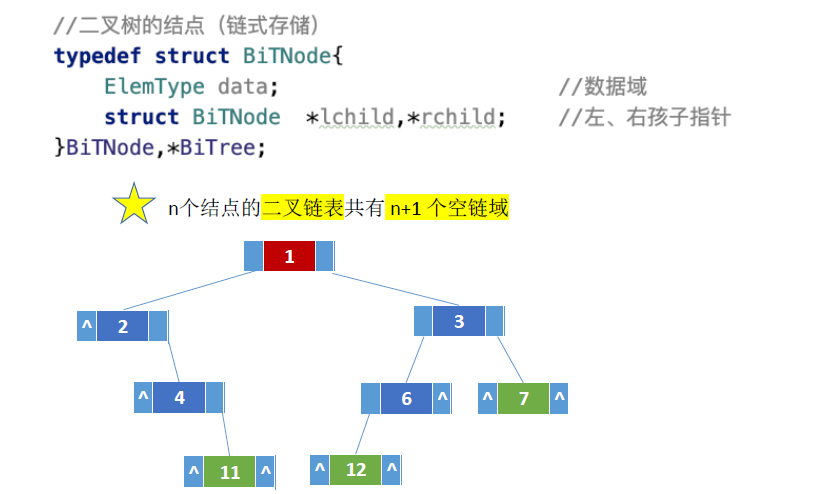 //二叉树的结点（链式存储）
typedef struct BiTNode{
ElemType data; //数据域
struct BiTNode *lchild,*rchild; //左、右孩子指针
}BiTNode,*BiTree;
n个结点的二叉链表共有 n+1 个空链域
1
^ 2 3
^ 4 6 ^ ^ 7 ^
^ 11 ^ ^ 12 ^